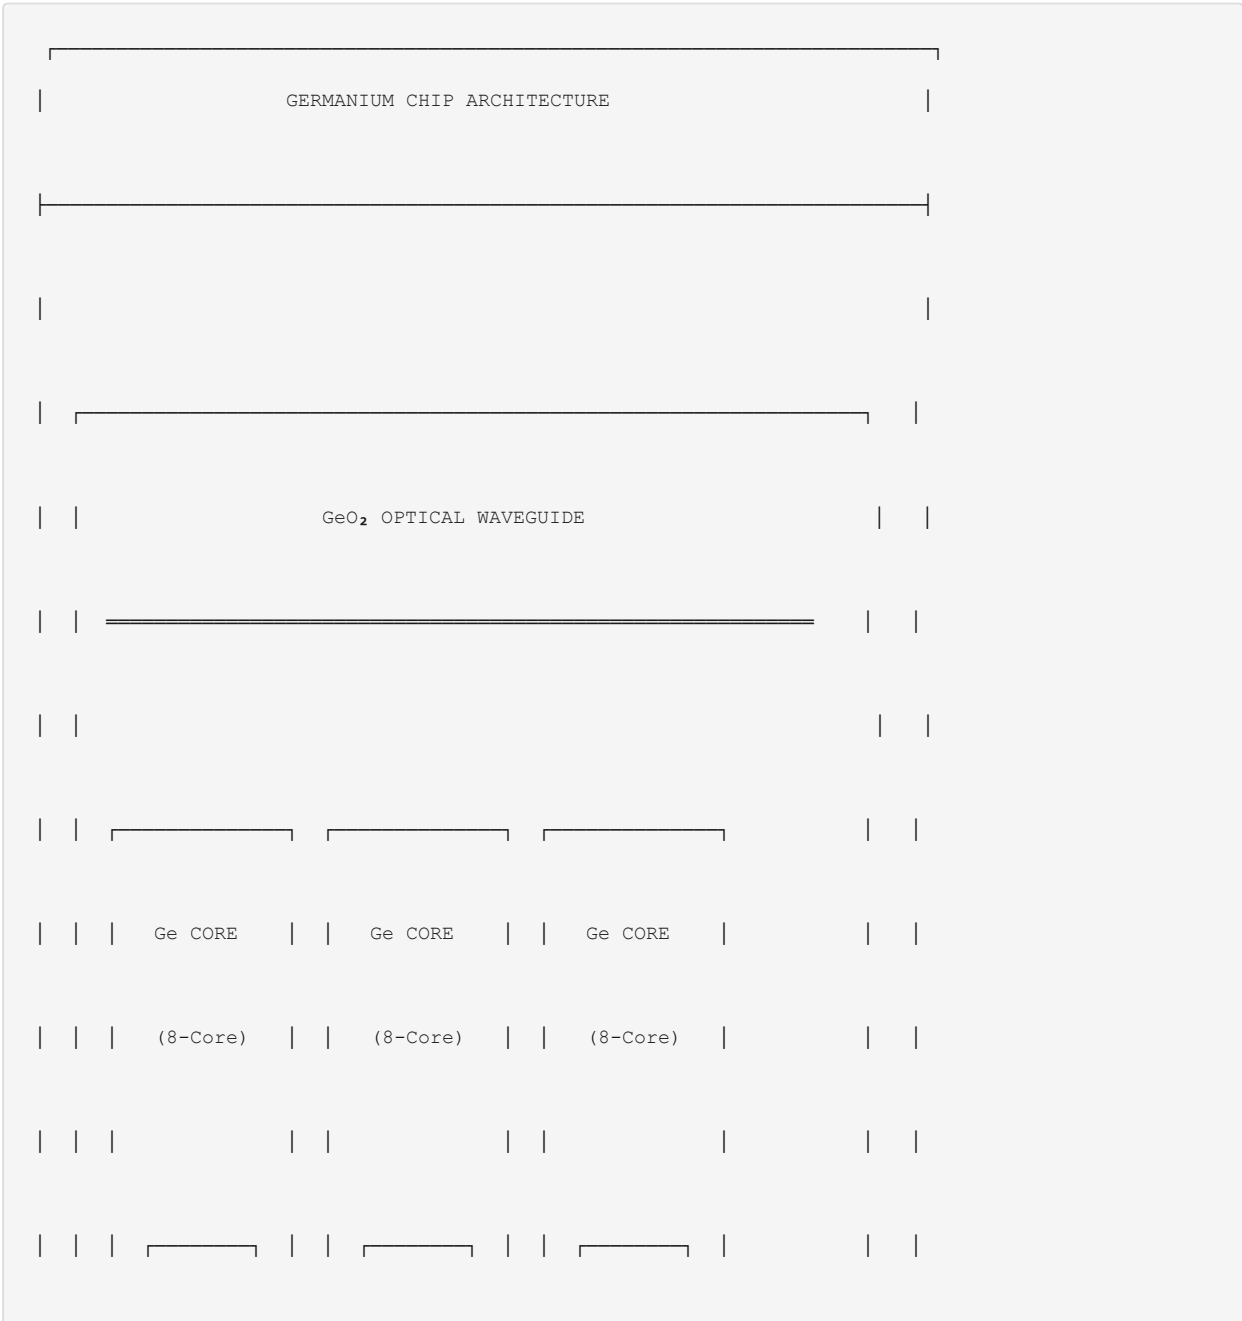 GERMANIUM CHIP ARCHITECTURE
GeO₂ OPTICAL WAVEGUIDE
Ge CORE Ge CORE Ge CORE
(8-Core) (8-Core) (8-Core)